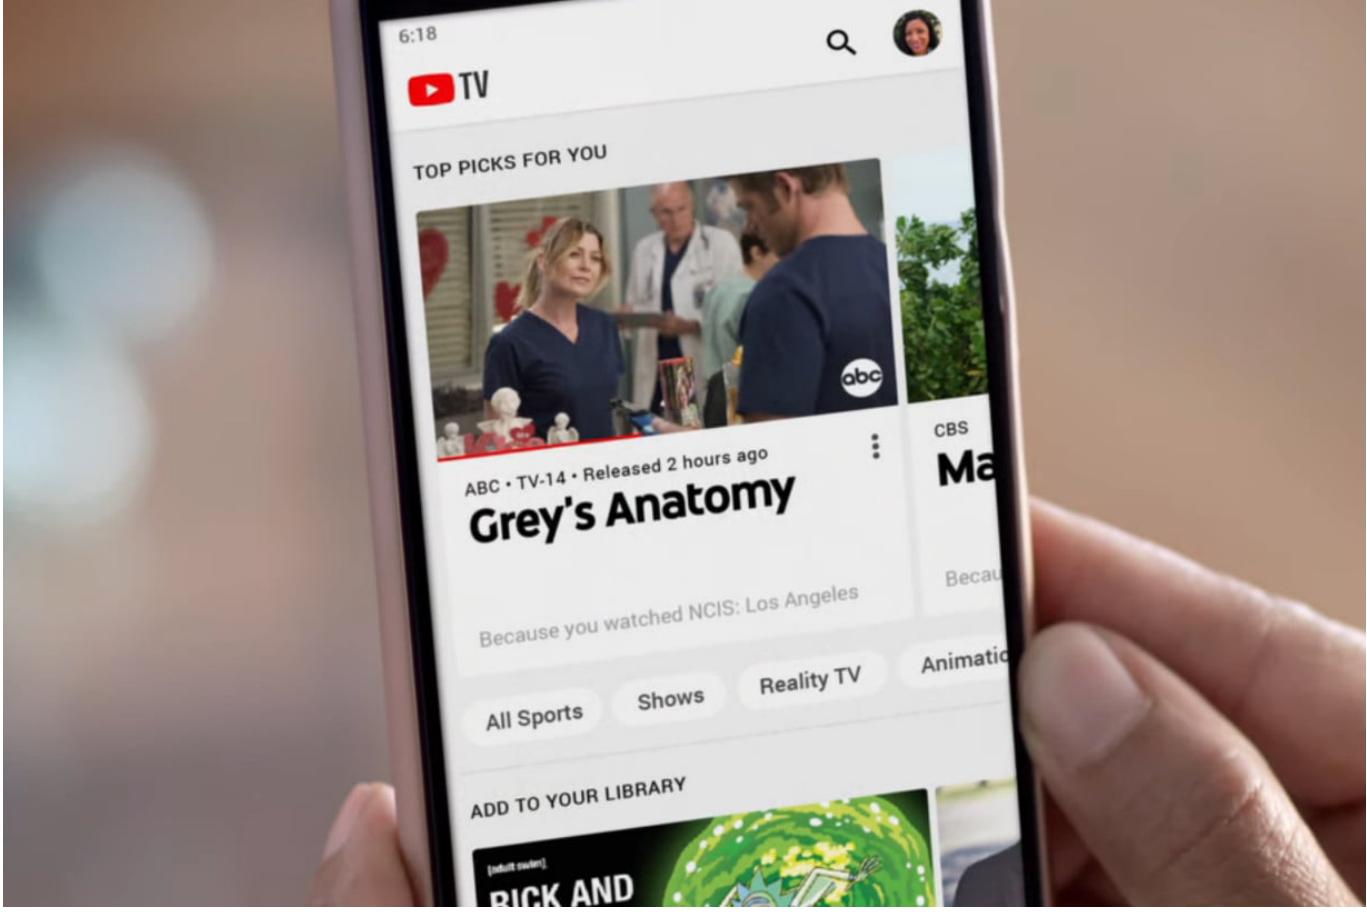 6:18
TV
TOP PICKS FOR YOU
abc
ABC • TV-14 • Released 2 hours ago
Grey's Anatomy
Because you watched NCIS: Los Angeles
CBS
Ma
Becau
All Sports
Shows
Reality TV
Animatic
ADD TO YOUR LIBRARY
[adult swim]
RICK AND